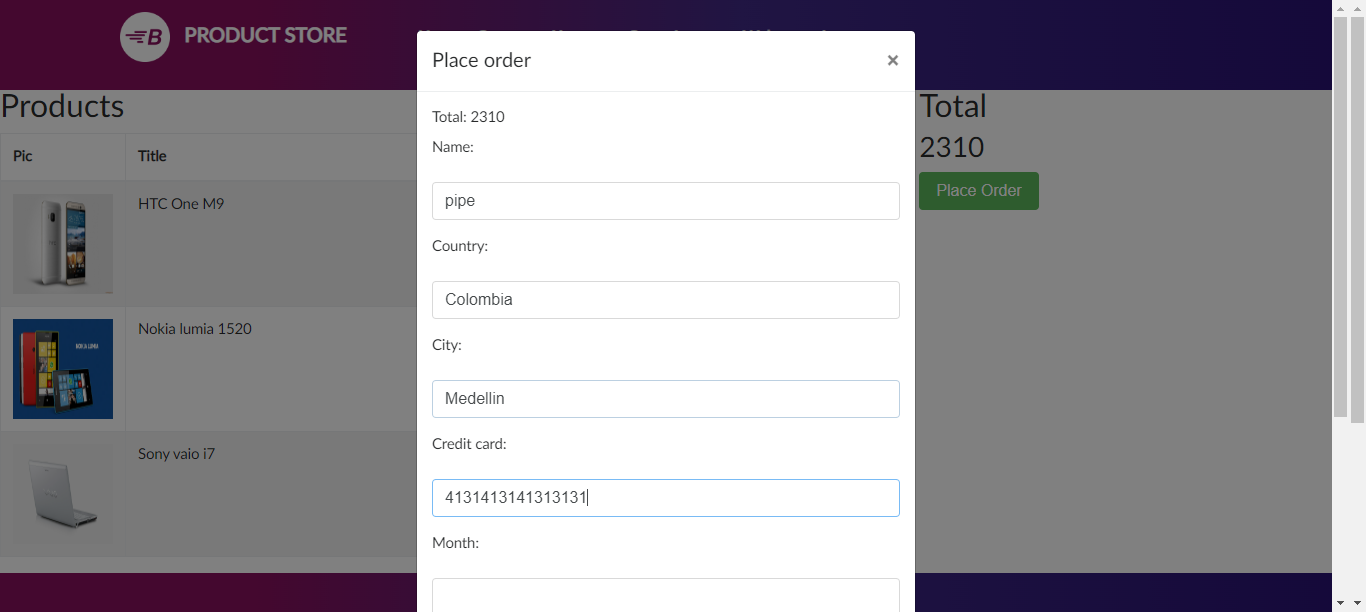 B PRODUCT STORE
Place order
×
Products
Total
Total: 2310
2310
Name:
Pic Title
Place Order
HTC One M9
pipe
Country:
Colombia
Nokia lumia 1520
City:
Medellin
Credit card:
Sony vaio i7
4131413141313131
Month: